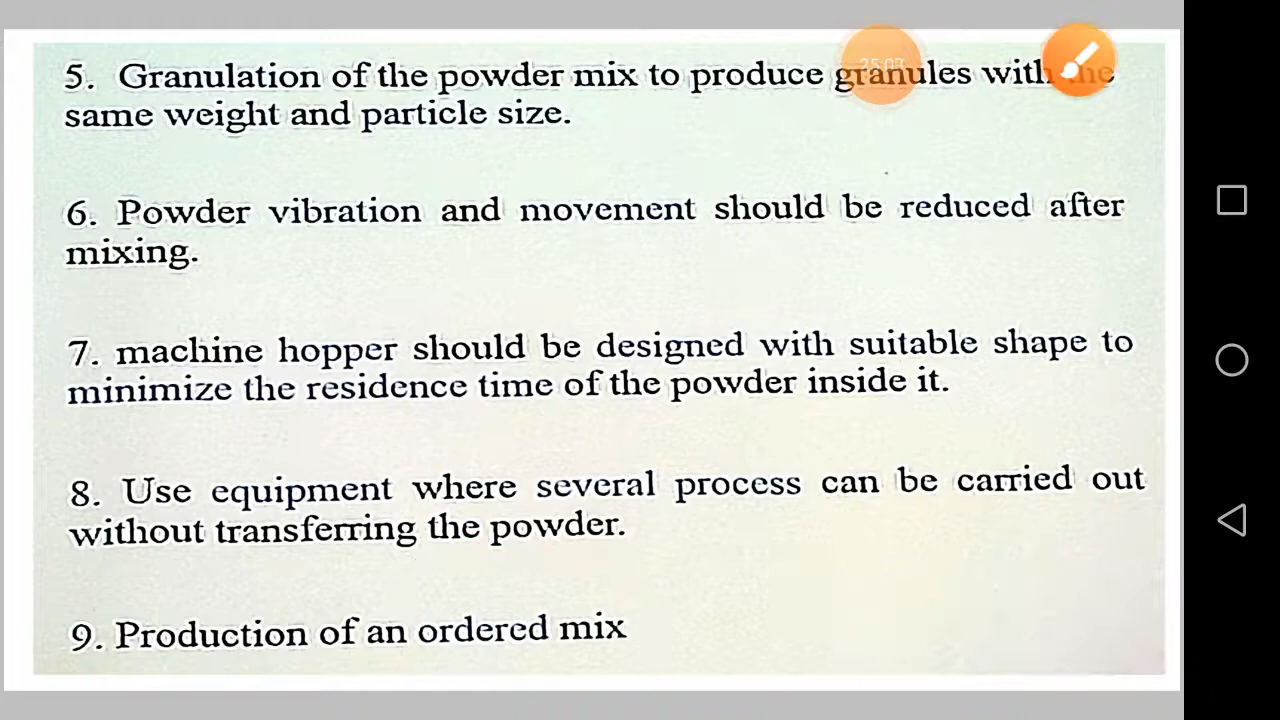 5. Granulation of the powder mix to produce granules with the
same weight and particle size.
6. Powder vibration and movement should be reduced after
mixing.
7. machine hopper should be designed with suitable shape to
minimize the residence time of the powder inside it.
8. Use equipment where several process can be carried out
without transferring the powder.
9. Production of an ordered mix